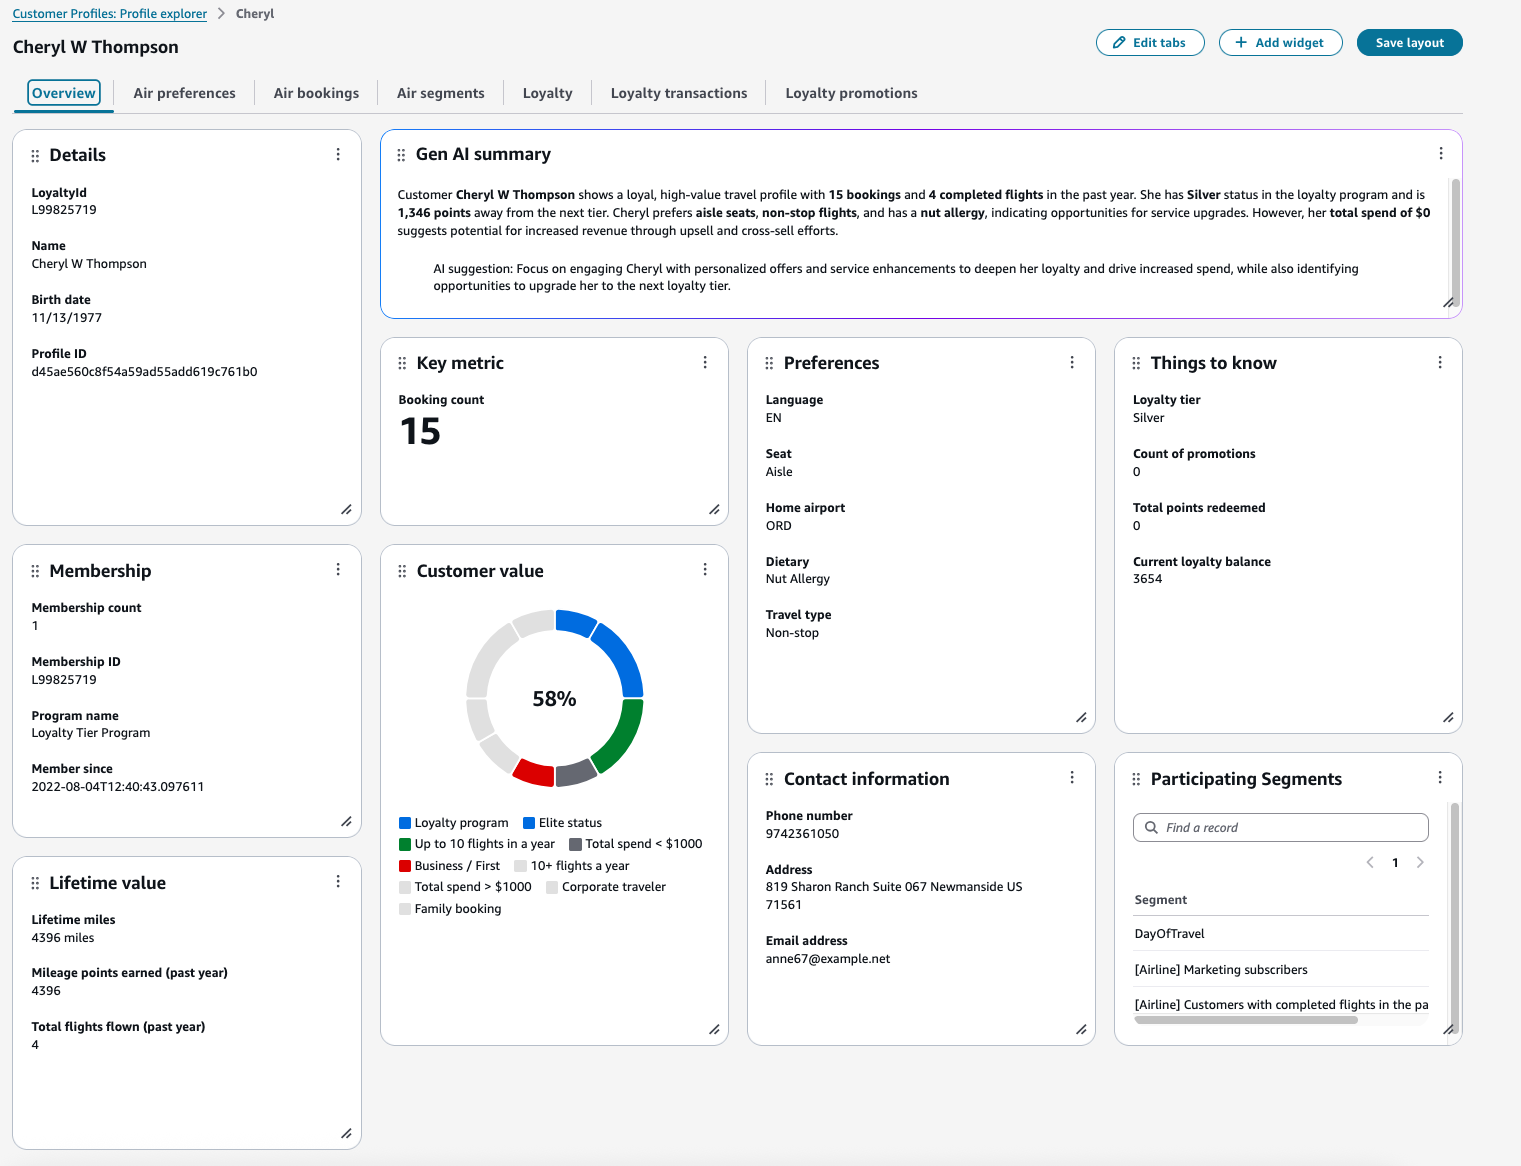 Customer Profiles: Profile explorer > Cheryl
Cheryl W Thompson
Edit tabs
Add widget
Save layout
Overview
Air preferences
Air bookings
Air segments
Loyalty
Loyalty transactions
Loyalty promotions
Details
LoyaltyId
L99825719
Name
Cheryl W Thompson
Birth date
11/13/1977
Profile ID
d45ae560c8f54a59ad55add619c761b0
Gen AI summary
Customer Cheryl W Thompson shows a loyal, high-value travel profile with 15 bookings and 4 completed flights in the past year. She has Silver status in the loyalty program and is
1,346 points away from the next tier. Cheryl prefers aisle seats, non-stop flights, and has a nut allergy, indicating opportunities for service upgrades. However, her total spend of $0
suggests potential for increased revenue through upsell and cross-sell efforts.
AI suggestion: Focus on engaging Cheryl with personalized offers and service enhancements to deepen her loyalty and drive increased spend, while also identifying
opportunities to upgrade her to the next loyalty tier.
Key metric
Booking count
15
Preferences
Language
EN
Seat
Aisle
Home airport
ORD
Dietary
Nut Allergy
Travel type
Non-stop
Things to know
Loyalty tier
Silver
Count of promotions
0
Total points redeemed
0
Current loyalty balance
3654
Membership
Membership count
1
Membership ID
L99825719
Program name
Loyalty Tier Program
Member since
2022-08-04T12:40:43.097611
Customer value
58%
Loyalty program
Elite status
Up to 10 flights in a year
Total spend < $1000
Business / First
10+ flights a year
Total spend > $1000
Corporate traveler
Family booking
Contact information
Phone number
9742361050
Address
819 Sharon Ranch Suite 067 Newmanside US
71561
Email address
anne67@example.net
Participating Segments
Find a record
1
Segment
DayOfTravel
[Airline] Marketing subscribers
[Airline] Customers with completed flights in the pa
Lifetime value
Lifetime miles
4396 miles
Mileage points earned (past year)
4396
Total flights flown (past year)
4